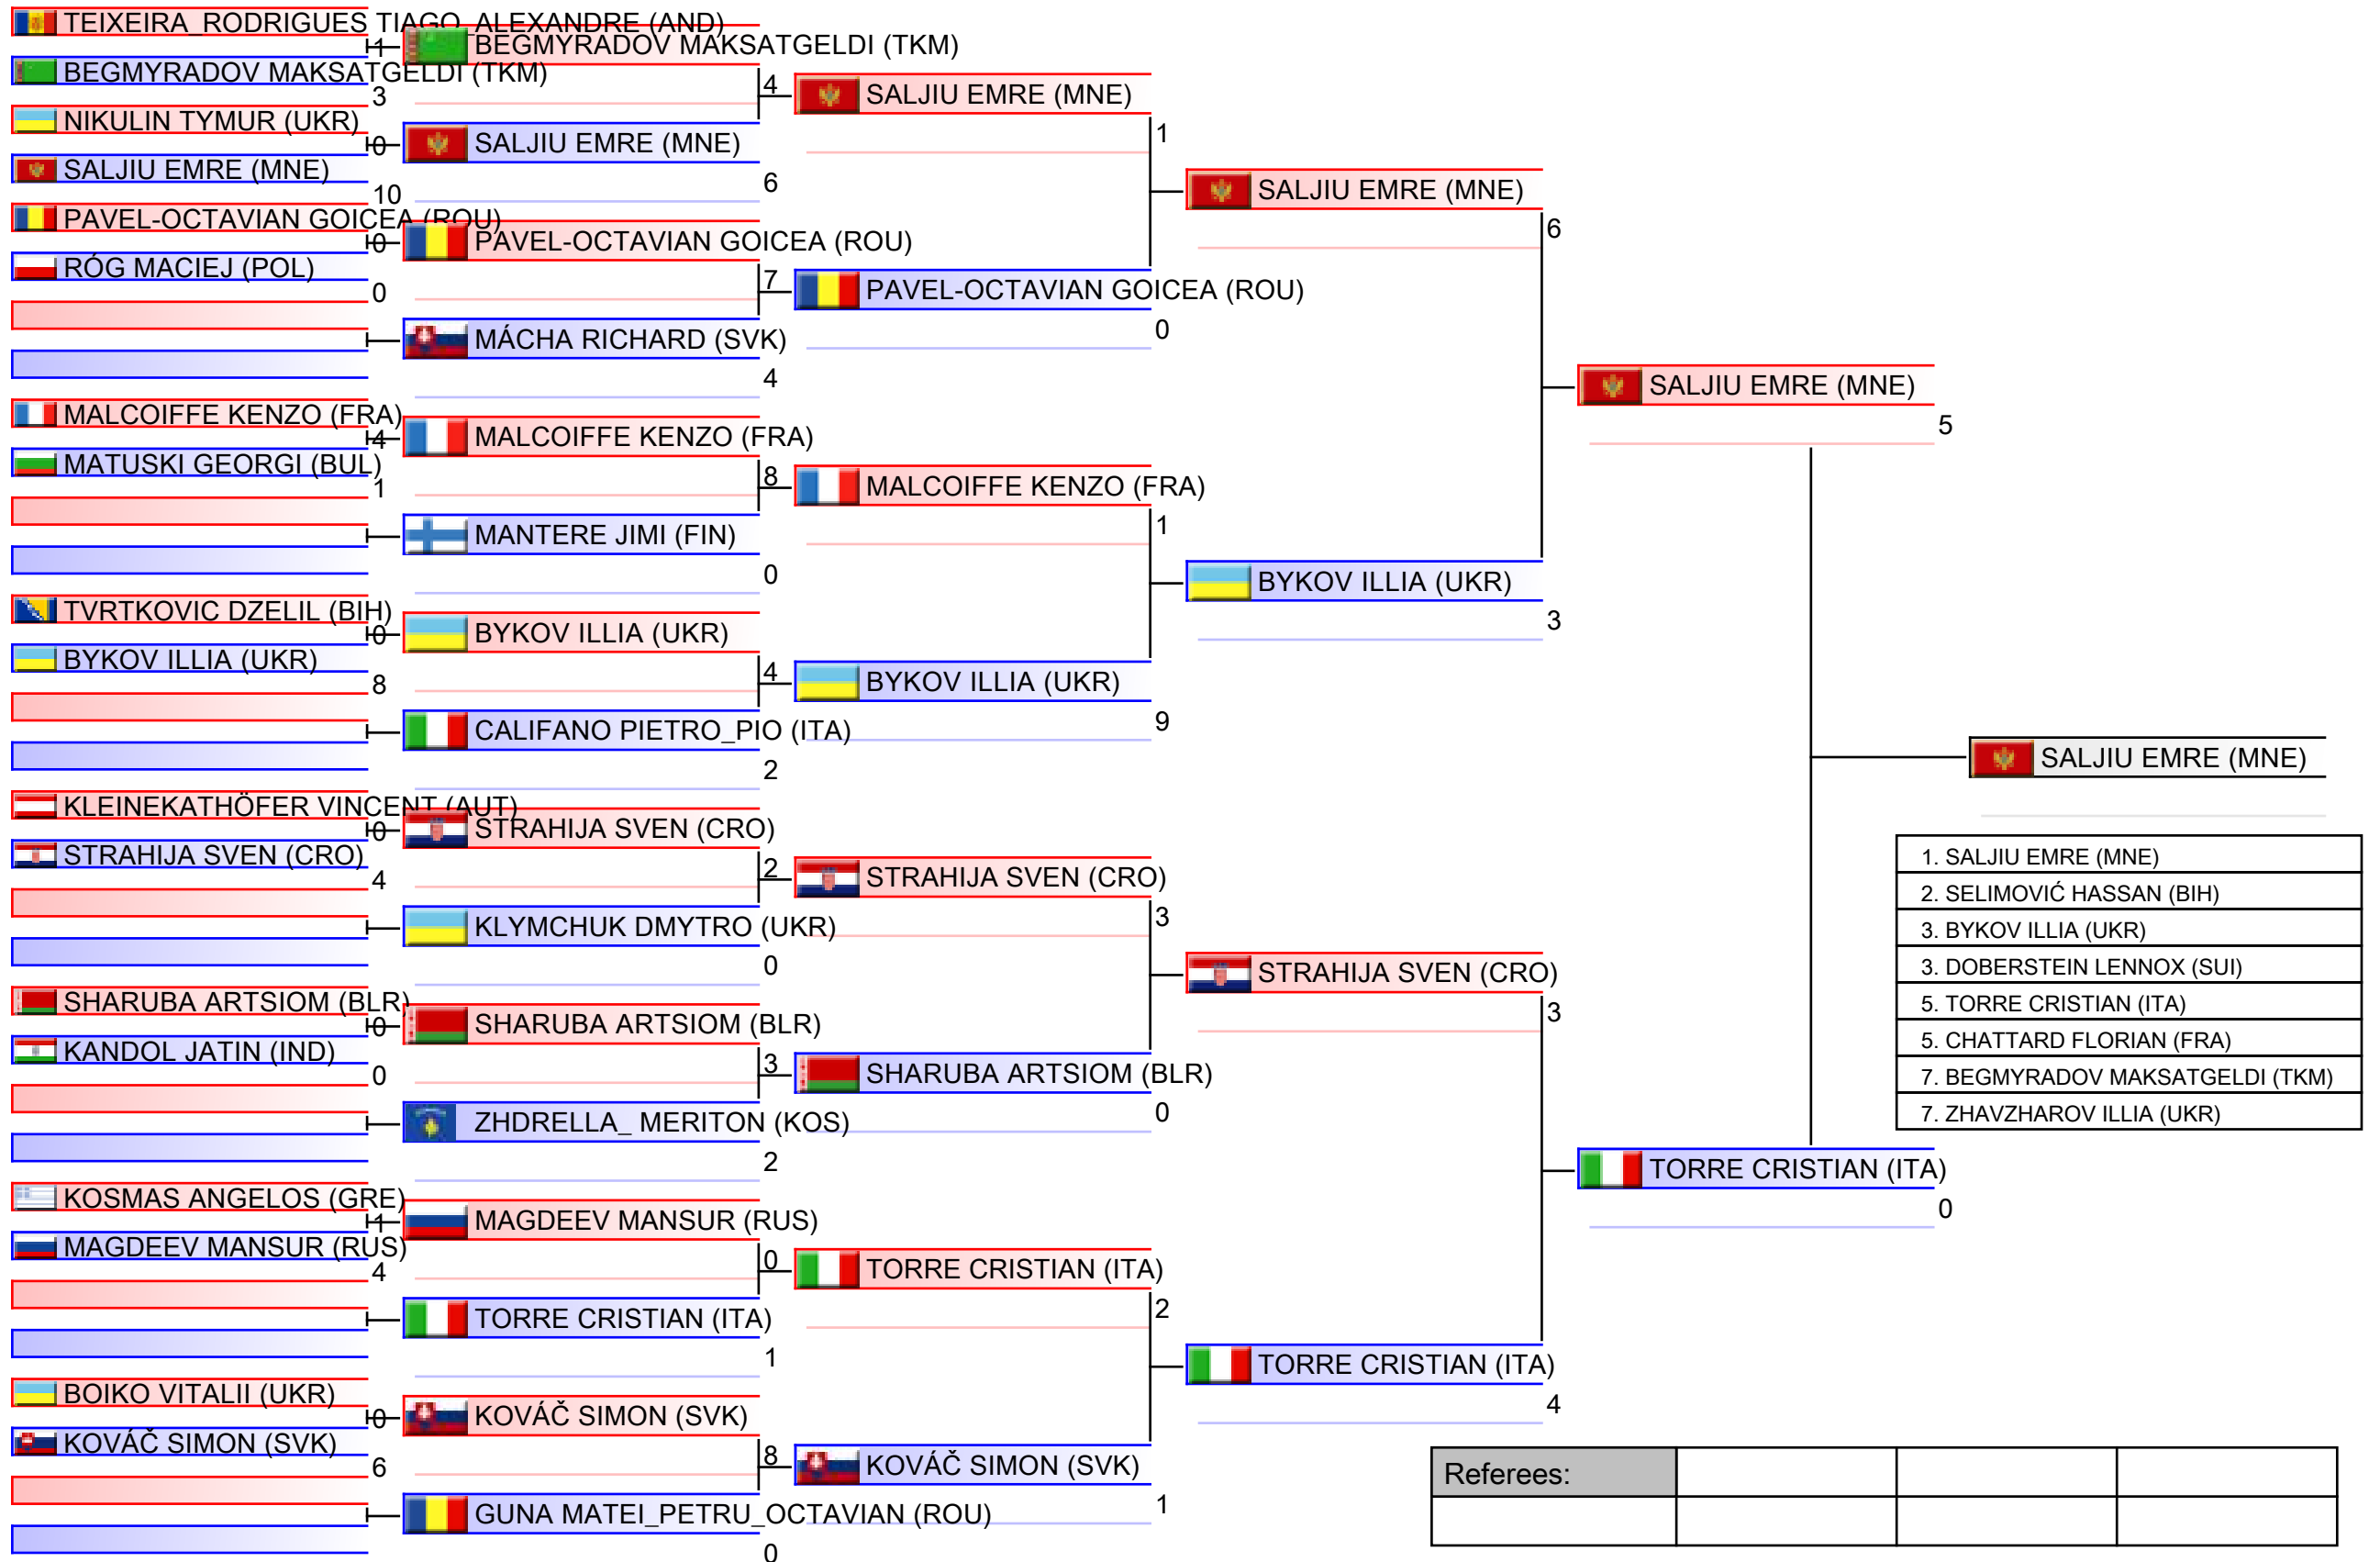 TEIXEIRA_RODRIGUES TIAGO_ALEXANDRE (AND)
1
BEGMYRADOV MAKSATGELDI (TKM)
3
NIKULIN TYMUR (UKR)
0
SALJIU EMRE (MNE)
10
PAVEL-OCTAVIAN GOICEA (ROU)
0
RÓG MACIEJ (POL)
0
MALCOIFFE KENZO (FRA)
4
MATUSKI GEORGI (BUL)
1
TVRTKOVIC DZELIL (BIH)
0
BYKOV ILLIA (UKR)
8
KLEINEKATHÖFER VINCENT (AUT)
0
STRAHIJA SVEN (CRO)
4
SHARUBA ARTSIOM (BLR)
0
KANDOL JATIN (IND)
0
KOSMAS ANGELOS (GRE)
1
MAGDEEV MANSUR (RUS)
4
BOIKO VITALII (UKR)
0
KOVÁČ SIMON (SVK)
6
BEGMYRADOV MAKSATGELDI (TKM)
4
SALJIU EMRE (MNE)
6
PAVEL-OCTAVIAN GOICEA (ROU)
7
MÁCHA RICHARD (SVK)
4
MALCOIFFE KENZO (FRA)
8
MANTERE JIMI (FIN)
0
BYKOV ILLIA (UKR)
4
CALIFANO PIETRO_PIO (ITA)
2
STRAHIJA SVEN (CRO)
2
KLYMCHUK DMYTRO (UKR)
0
SHARUBA ARTSIOM (BLR)
3
ZHDRELLA_ MERITON (KOS)
2
MAGDEEV MANSUR (RUS)
0
TORRE CRISTIAN (ITA)
1
KOVÁČ SIMON (SVK)
8
GUNA MATEI_PETRU_OCTAVIAN (ROU)
0
SALJIU EMRE (MNE)
1
PAVEL-OCTAVIAN GOICEA (ROU)
0
MALCOIFFE KENZO (FRA)
1
BYKOV ILLIA (UKR)
9
STRAHIJA SVEN (CRO)
3
SHARUBA ARTSIOM (BLR)
0
TORRE CRISTIAN (ITA)
2
KOVÁČ SIMON (SVK)
1
SALJIU EMRE (MNE)
6
BYKOV ILLIA (UKR)
3
STRAHIJA SVEN (CRO)
3
TORRE CRISTIAN (ITA)
4
SALJIU EMRE (MNE)
5
TORRE CRISTIAN (ITA)
0
SALJIU EMRE (MNE)
1. SALJIU EMRE (MNE)
2. SELIMOVIĆ HASSAN (BIH)
3. BYKOV ILLIA (UKR)
3. DOBERSTEIN LENNOX (SUI)
5. TORRE CRISTIAN (ITA)
5. CHATTARD FLORIAN (FRA)
7. BEGMYRADOV MAKSATGELDI (TKM)
7. ZHAVZHAROV ILLIA (UKR)
Referees: